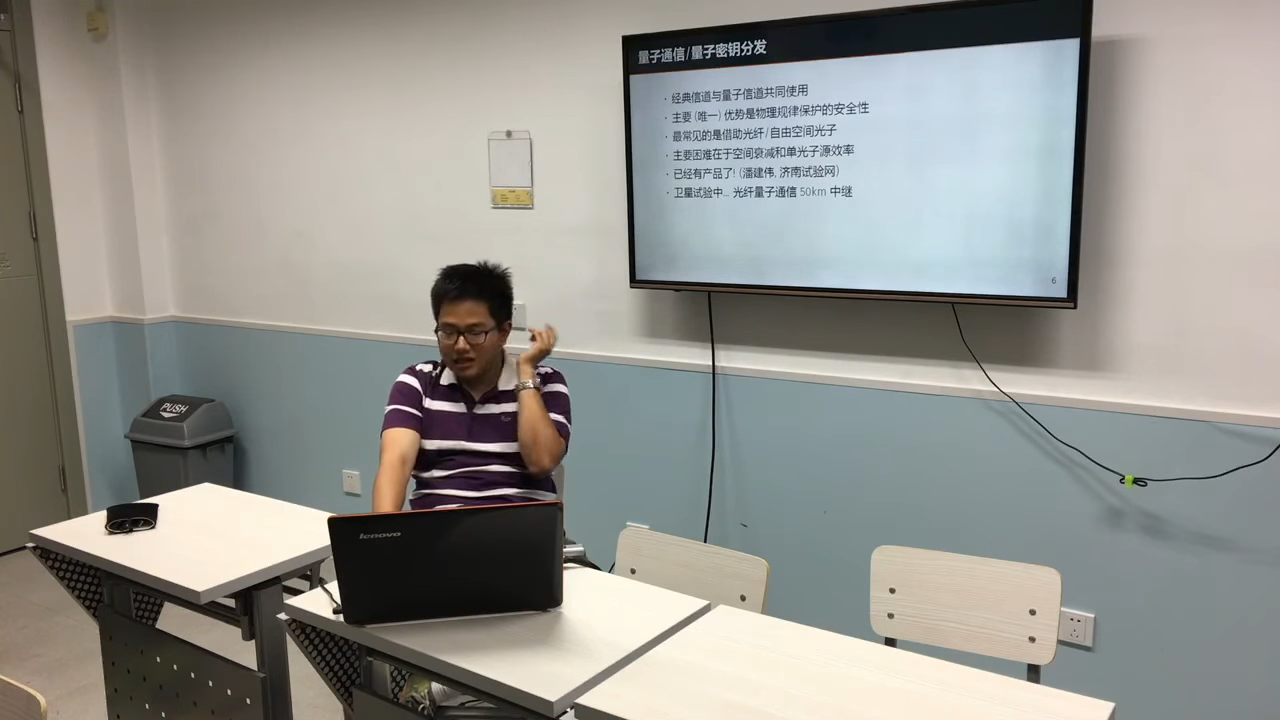 量子通信/量子密钥分发
· 经典信道与量子信道共同使用
· 主要 (唯一) 优势是物理规律保护的安全性
· 最常见的是借助光纤/自由空间光子
· 主要困难在于空间衰减和单光子源效率
· 已经有产品了! (潘建伟, 济南试验网)
· 卫星试验中... 光纤量子通信 50km 中继
6
PUSH
lenovo